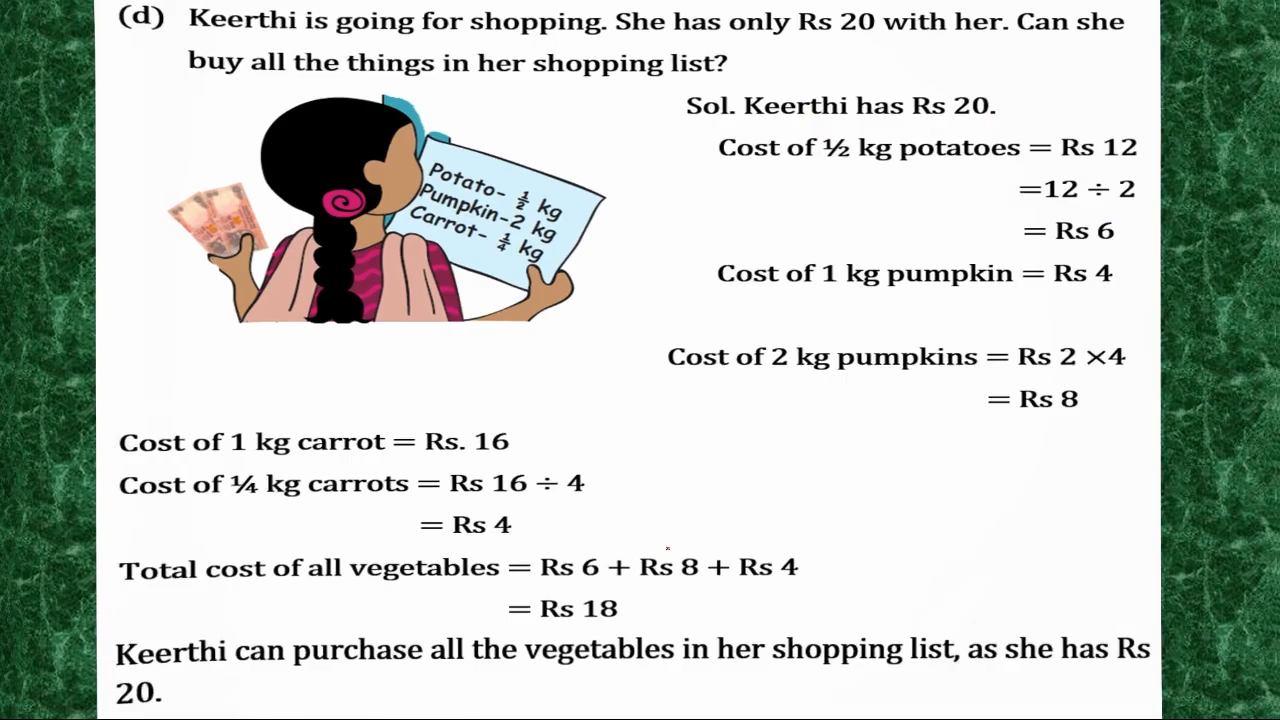 (d) Keerthi is going for shopping. She has only Rs 20 with her. Can she
buy all the things in her shopping list?
Potato- ½ kg
Pumpkin-2 kg
Carrot- ¼ kg
Sol. Keerthi has Rs 20.
Cost of ½ kg potatoes = Rs 12
=12 ÷ 2
= Rs 6
Cost of 1 kg pumpkin = Rs 4
Cost of 2 kg pumpkins = Rs 2 ×4
= Rs 8
Cost of 1 kg carrot = Rs. 16
Cost of ¼ kg carrots = Rs 16 ÷ 4
= Rs 4
Total cost of all vegetables = Rs 6 + Rs 8 + Rs 4
= Rs 18
Keerthi can purchase all the vegetables in her shopping list, as she has Rs
20.